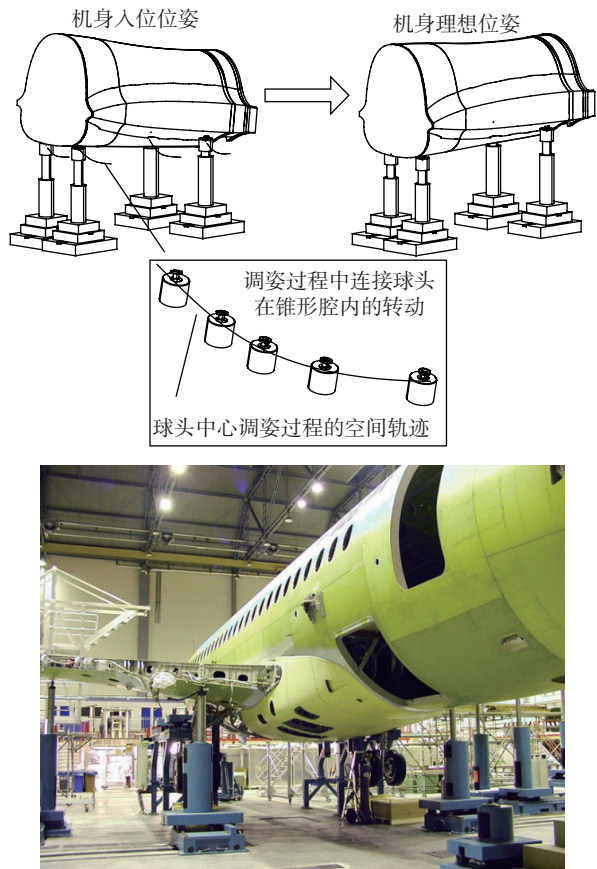 机身入位位姿
机身理想位姿
调姿过程中连接球头
在锥形腔内的转动
球头中心调姿过程的空间轨迹